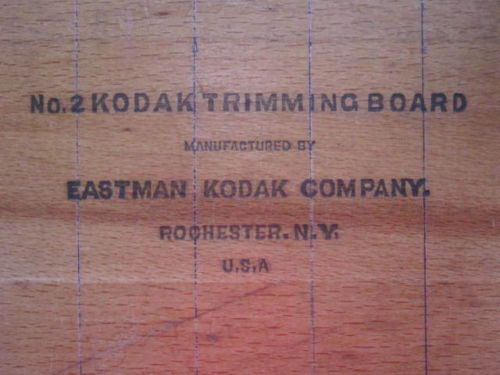 No. 2 KODAK TRIMMING BOARD
MANUFACTURED BY
EASTMAN KODAK COMPANY.
ROCHESTER. N.Y.
U.S.A